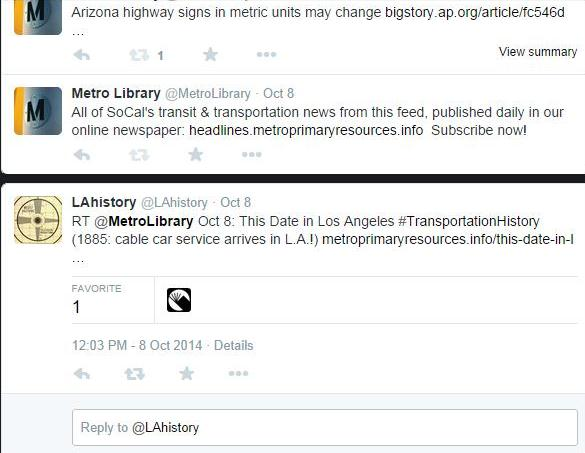 Arizona highway signs in metric units may change bigstory.ap.org/article/fc546d
…
1
View summary
M
Metro Library @MetroLibrary · Oct 8
All of SoCal's transit & transportation news from this feed, published daily in our
online newspaper: headlines.metroprimaryresources.info Subscribe now!
LAhistory @LAhistory · Oct 8
RT @MetroLibrary Oct 8: This Date in Los Angeles #TransportationHistory
(1885: cable car service arrives in L.A.!) metroprimaryresources.info/this-date-in-l
…
FAVORITE
1
12:03 PM - 8 Oct 2014 · Details
Reply to @LAhistory